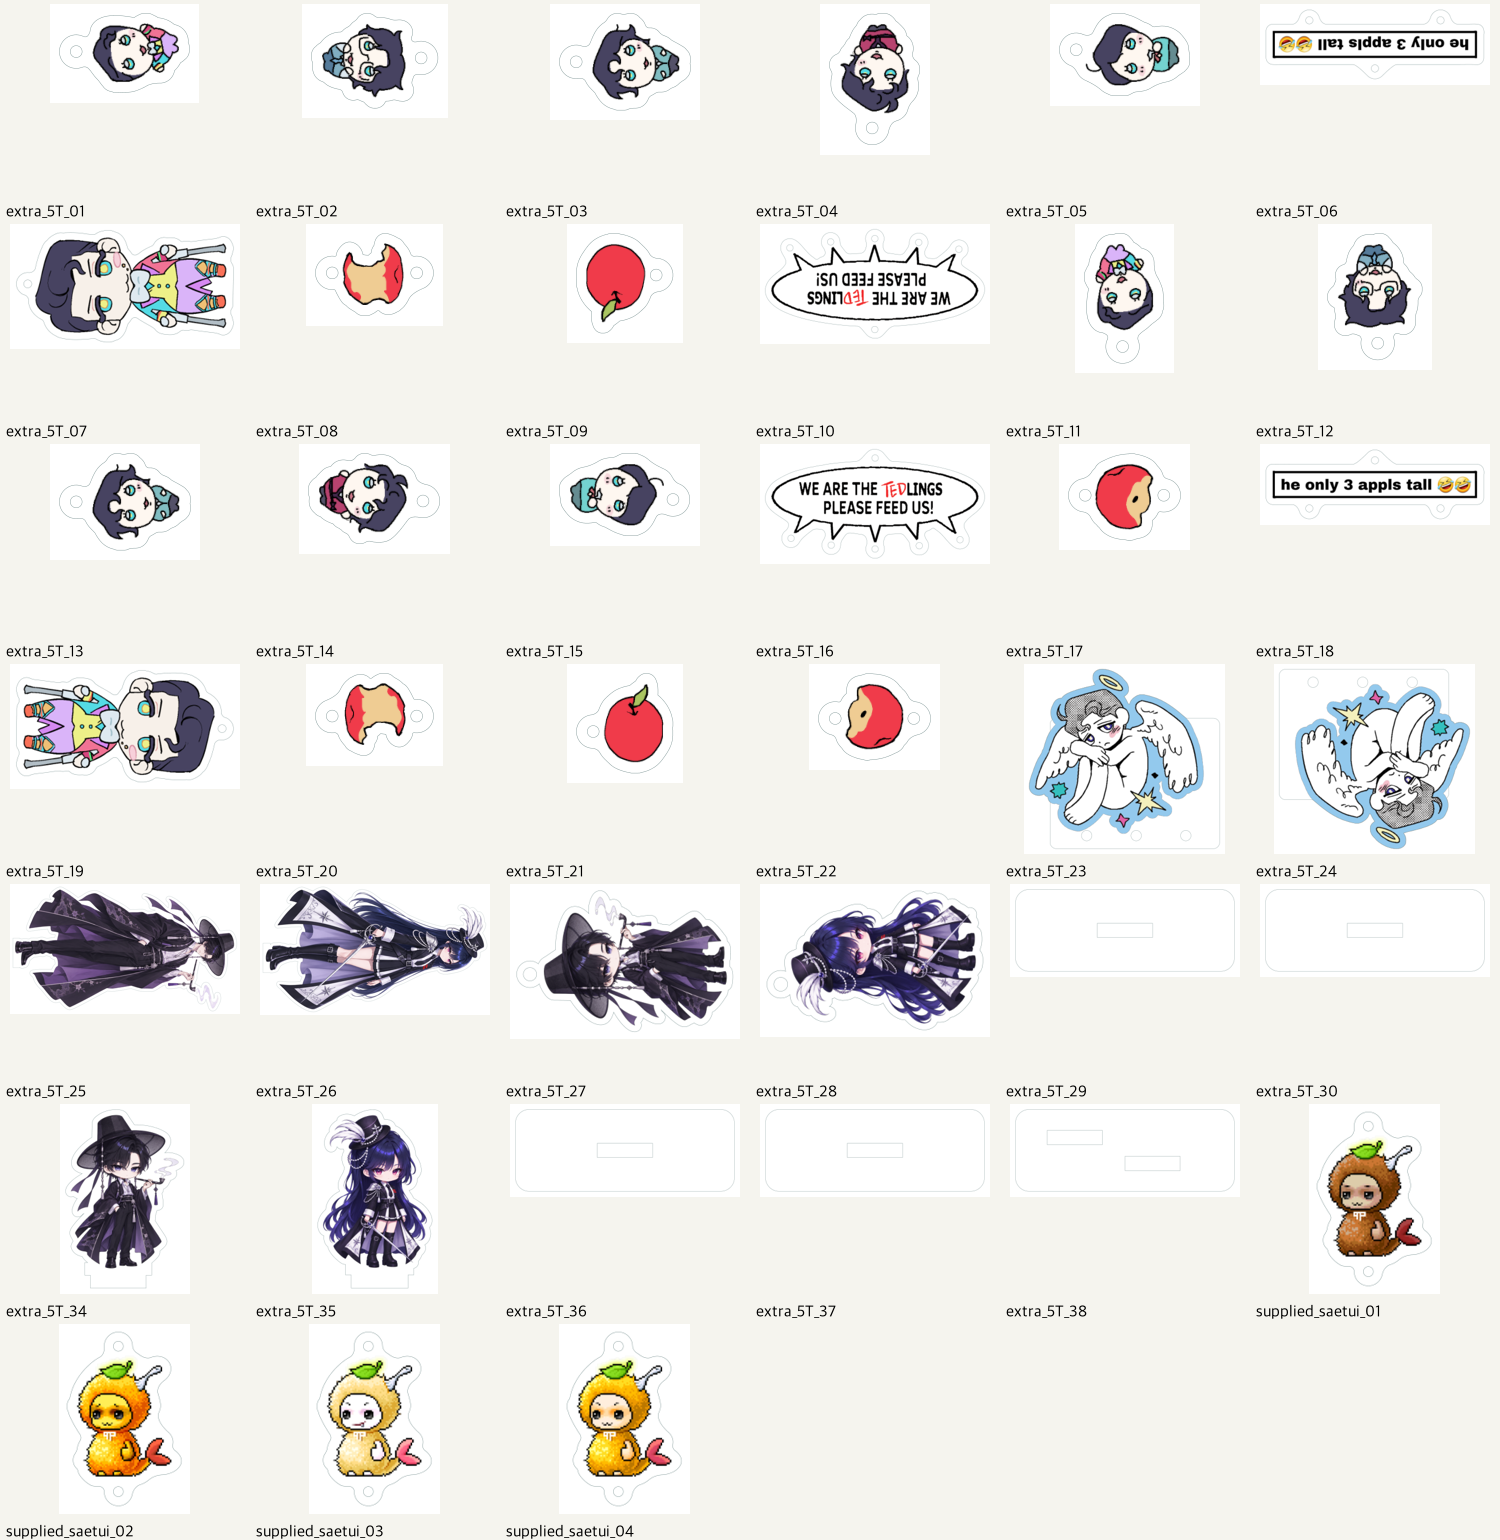 he only 3 appls tall 🤣🤣
extra_5T_01
extra_5T_02
extra_5T_03
extra_5T_04
extra_5T_05
extra_5T_06
WE ARE THE TEDLINGS
PLEASE FEED US!
extra_5T_07
extra_5T_08
extra_5T_09
extra_5T_10
extra_5T_11
extra_5T_12
WE ARE THE TEDLINGS
PLEASE FEED US!
he only 3 appls tall 🤣🤣
extra_5T_13
extra_5T_14
extra_5T_15
extra_5T_16
extra_5T_17
extra_5T_18
extra_5T_19
extra_5T_20
extra_5T_21
extra_5T_22
extra_5T_23
extra_5T_24
extra_5T_25
extra_5T_26
extra_5T_27
extra_5T_28
extra_5T_29
extra_5T_30
extra_5T_34
extra_5T_35
extra_5T_36
extra_5T_37
extra_5T_38
supplied_saetui_01
supplied_saetui_02
supplied_saetui_03
supplied_saetui_04